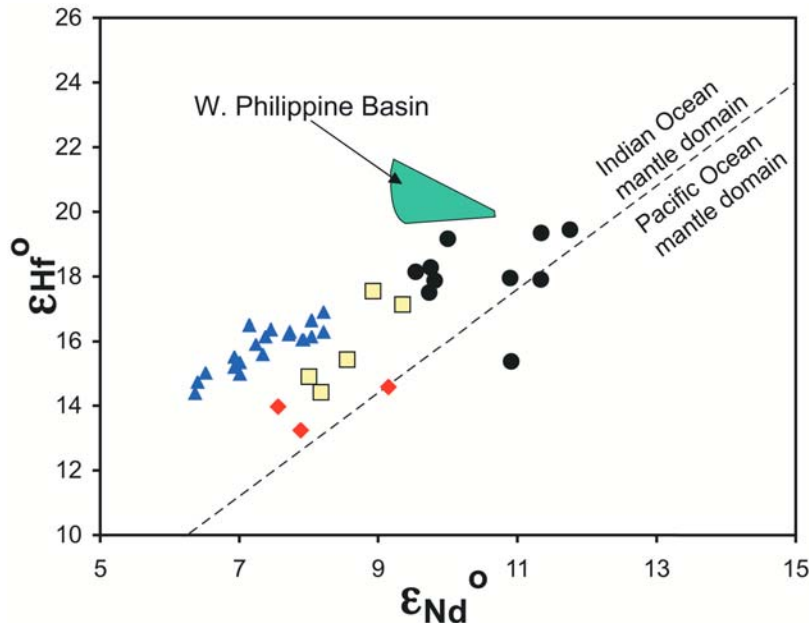 26
24
22
20
18
16
14
12
10
εHf°
W. Philippine Basin
Indian Ocean
mantle domain
Pacific Ocean
mantle domain
5
7
9
11
13
15
εNd°